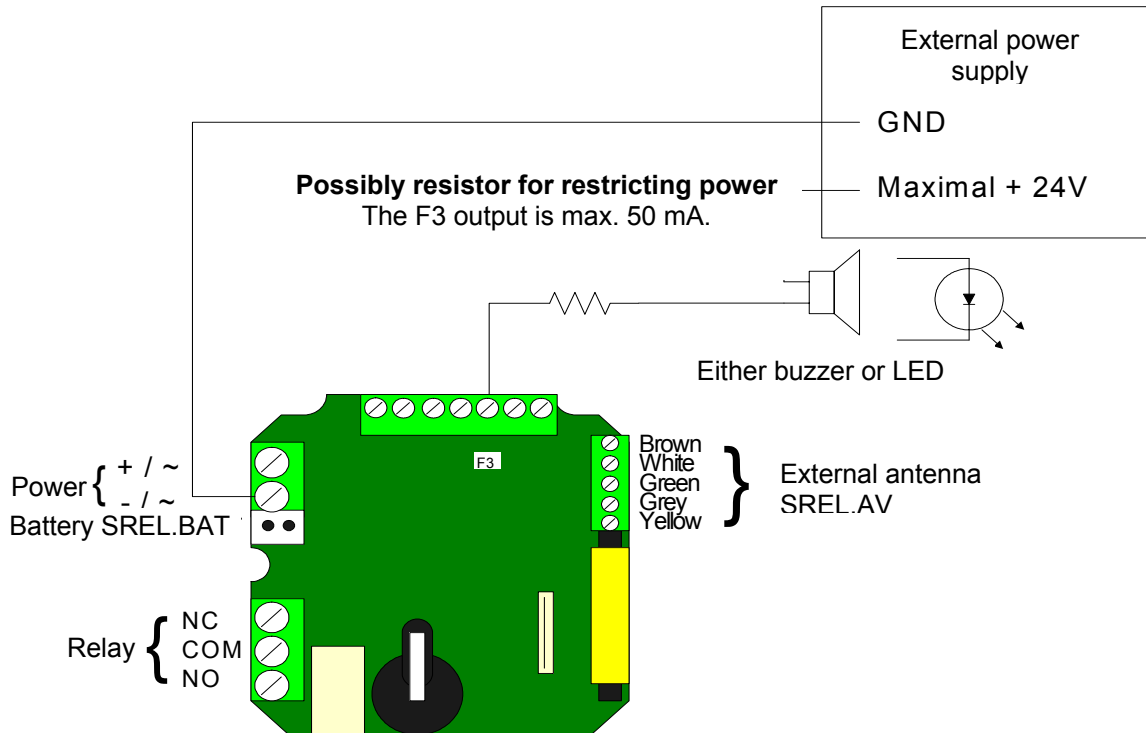 External power
supply
GND
Possibly resistor for restricting power
Maximal + 24V
The F3 output is max. 50 mA.
Either buzzer or LED
F3
Brown
White
Green
Grey
Yellow
External antenna
SREL.AV
Power { + / ~
- / ~
Battery SREL.BAT
Relay { NC
COM
NO